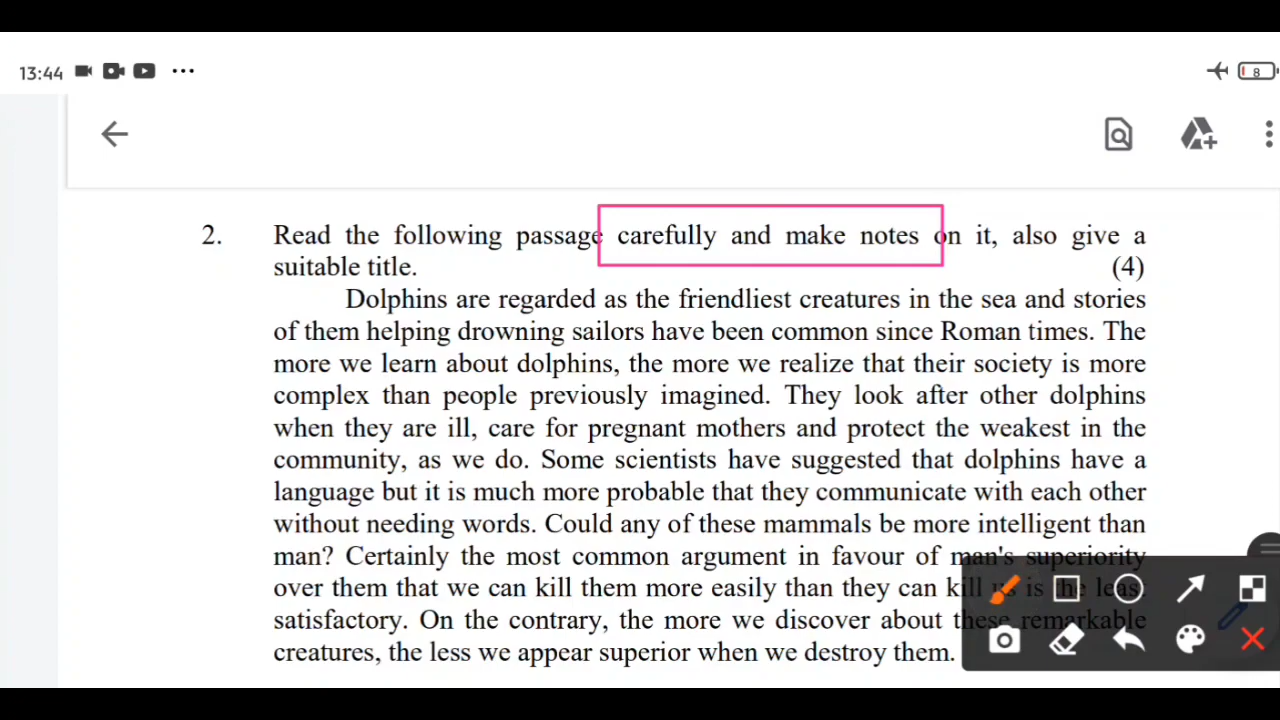 13:44
8
2. Read the following passage carefully and make notes on it, also give a
suitable title. (4)
Dolphins are regarded as the friendliest creatures in the sea and stories
of them helping drowning sailors have been common since Roman times. The
more we learn about dolphins, the more we realize that their society is more
complex than people previously imagined. They look after other dolphins
when they are ill, care for pregnant mothers and protect the weakest in the
community, as we do. Some scientists have suggested that dolphins have a
language but it is much more probable that they communicate with each other
without needing words. Could any of these mammals be more intelligent than
man? Certainly the most common argument in favour of man's superiority
over them that we can kill them more easily than they can kill us is the least
satisfactory. On the contrary, the more we discover about these remarkable
creatures, the less we appear superior when we destroy them.